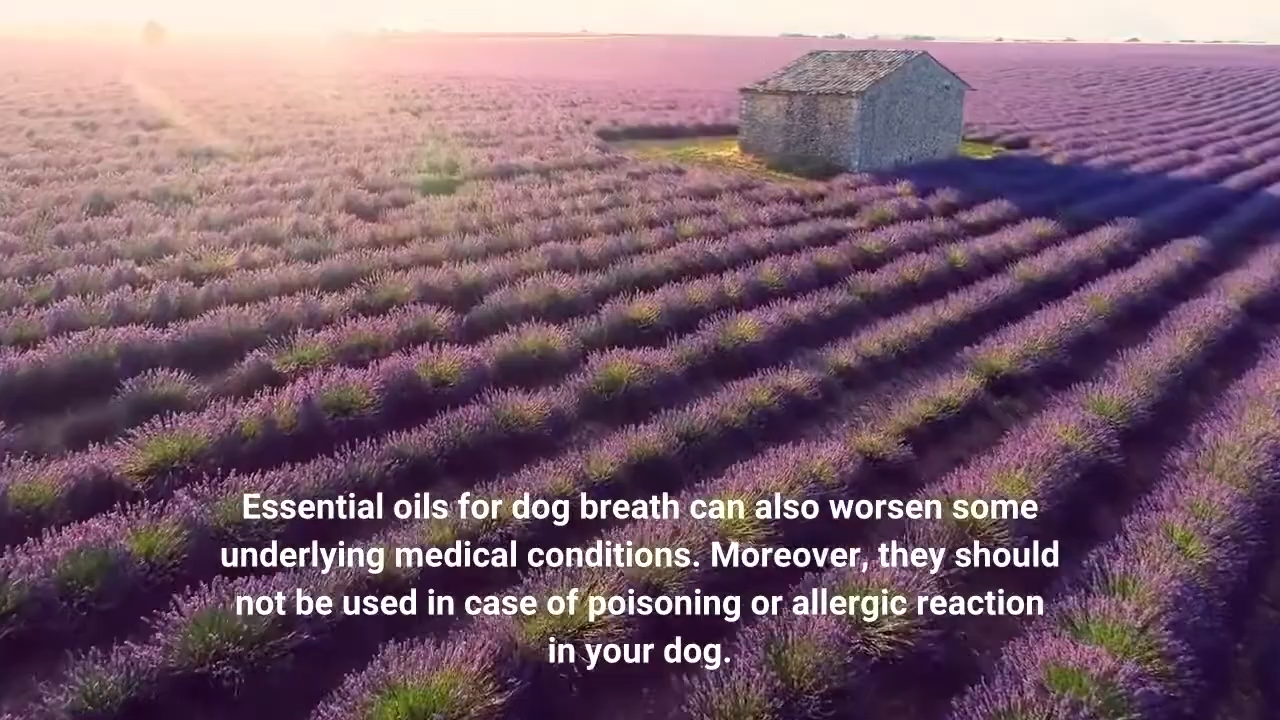 Essential oils for dog breath can also worsen some
underlying medical conditions. Moreover, they should
not be used in case of poisoning or allergic reaction
in your dog.